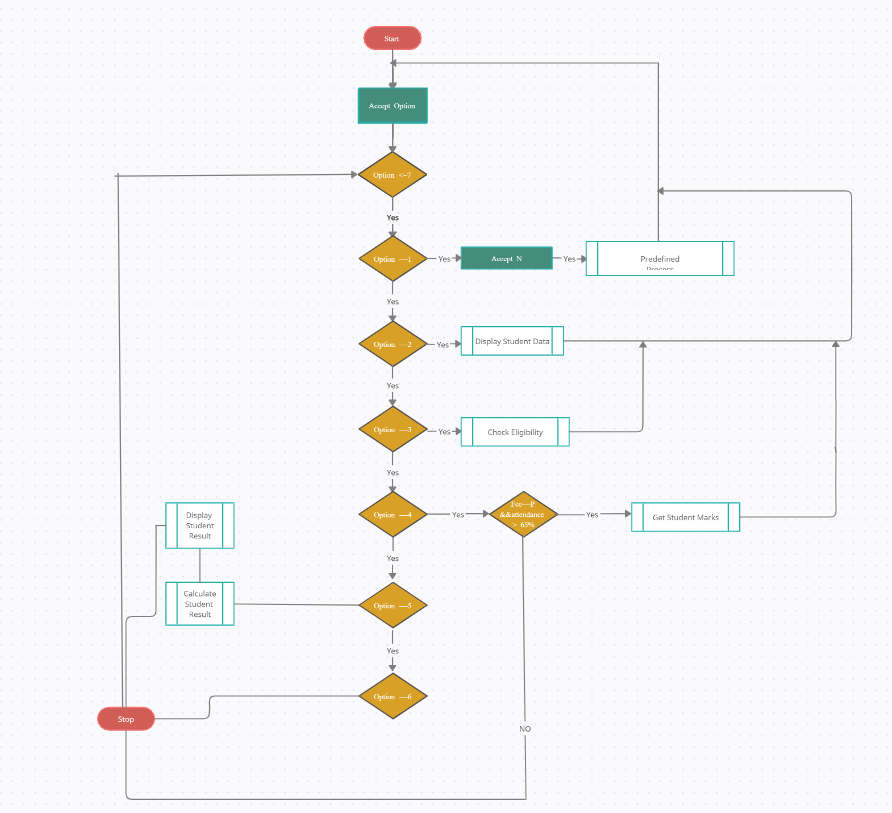 Start
Accept Option
Option <=7
Yes
Option ==1
Yes
Accept N
Yes
Predefined
Process
Yes
Option ==2
Yes
Display Student Data
Yes
Option ==3
Yes
Check Eligibility
Yes
Option ==4
Yes
Fee==P
&&attendance
> 65%
Yes
Get Student Marks
Display
Student
Result
Yes
Calculate
Student
Result
Option ==5
Yes
Option ==6
Stop
NO